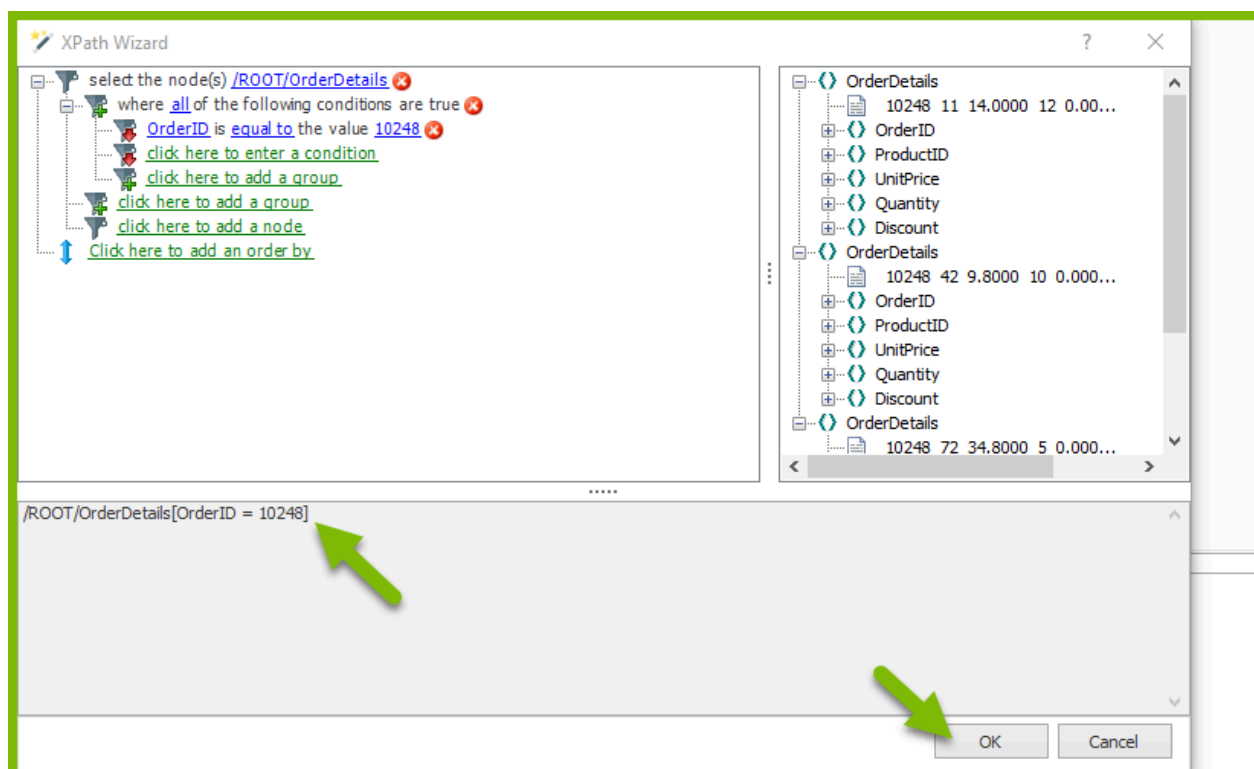 XPath Wizard
?
select the node(s) /ROOT/OrderDetails
where all of the following conditions are true
OrderID is equal to the value 10248
click here to enter a condition
click here to add a group
click here to add a group
click here to add a node
Click here to add an order by
OrderDetails
10248 11 14.0000 12 0.00...
OrderID
ProductID
UnitPrice
Quantity
Discount
OrderDetails
10248 42 9.8000 10 0.000...
OrderID
ProductID
UnitPrice
Quantity
Discount
OrderDetails
10248 72 34.8000 5 0.000...
/ROOT/OrderDetails[OrderID = 10248]
OK
Cancel